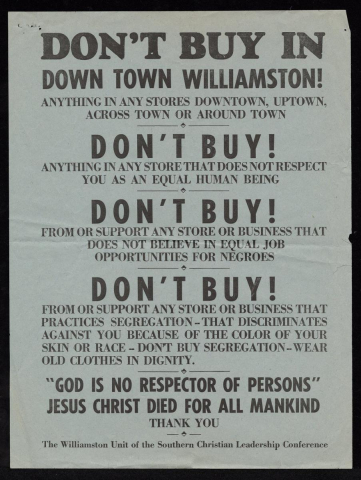 DON'T BUY IN
DOWN TOWN WILLIAMSTON!
ANYTHING IN ANY STORES DOWNTOWN, UPTOWN,
ACROSS TOWN OR AROUND TOWN
DON'T BUY!
ANYTHING IN ANY STORE THAT DOES NOT RESPECT
YOU AS AN EQUAL HUMAN BEING
DON'T BUY!
FROM OR SUPPORT ANY STORE OR BUSINESS THAT
DOES NOT BELIEVE IN EQUAL JOB
OPPORTUNITIES FOR NEGROES
DON'T BUY!
FROM OR SUPPORT ANY STORE OR BUSINESS THAT
PRACTICES SEGREGATION—THAT DISCRIMINATES
AGAINST YOU BECAUSE OF THE COLOR OF YOUR
SKIN OR RACE – DON'T BUY SEGREGATION—WEAR
OLD CLOTHES IN DIGNITY.
"GOD IS NO RESPECTOR OF PERSONS"
JESUS CHRIST DIED FOR ALL MANKIND
THANK YOU
The Williamston Unit of the Southern Christian Leadership Conference